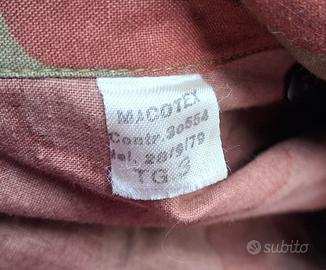 MACOTEX
Contr. 30554
del. 28/9/79
TG 3
subito